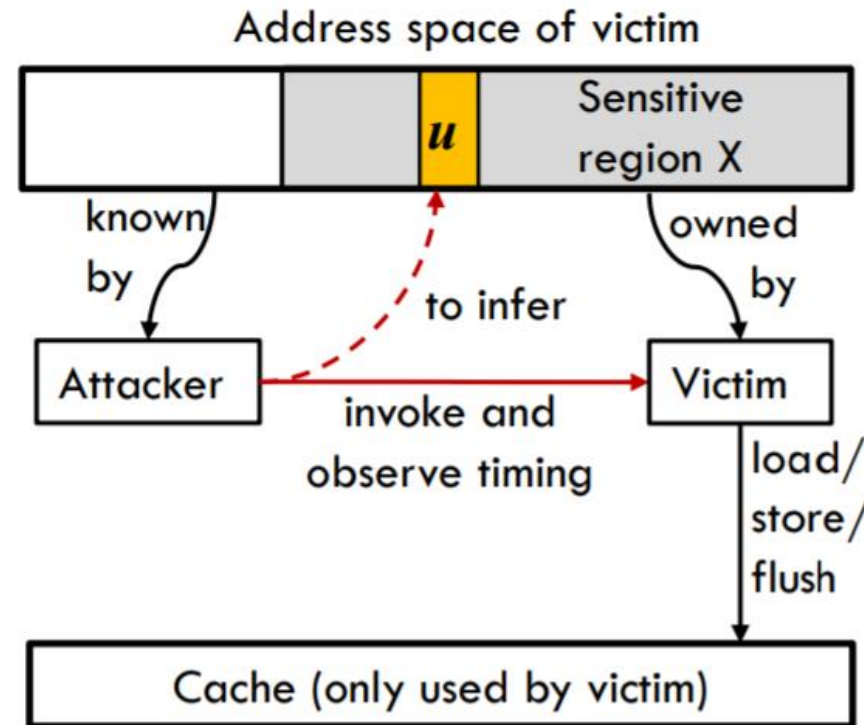 Address space of victim
u
Sensitive
region X
known
by
owned
by
to infer
Attacker
Victim
invoke and
observe timing
load/
store/
flush
Cache (only used by victim)